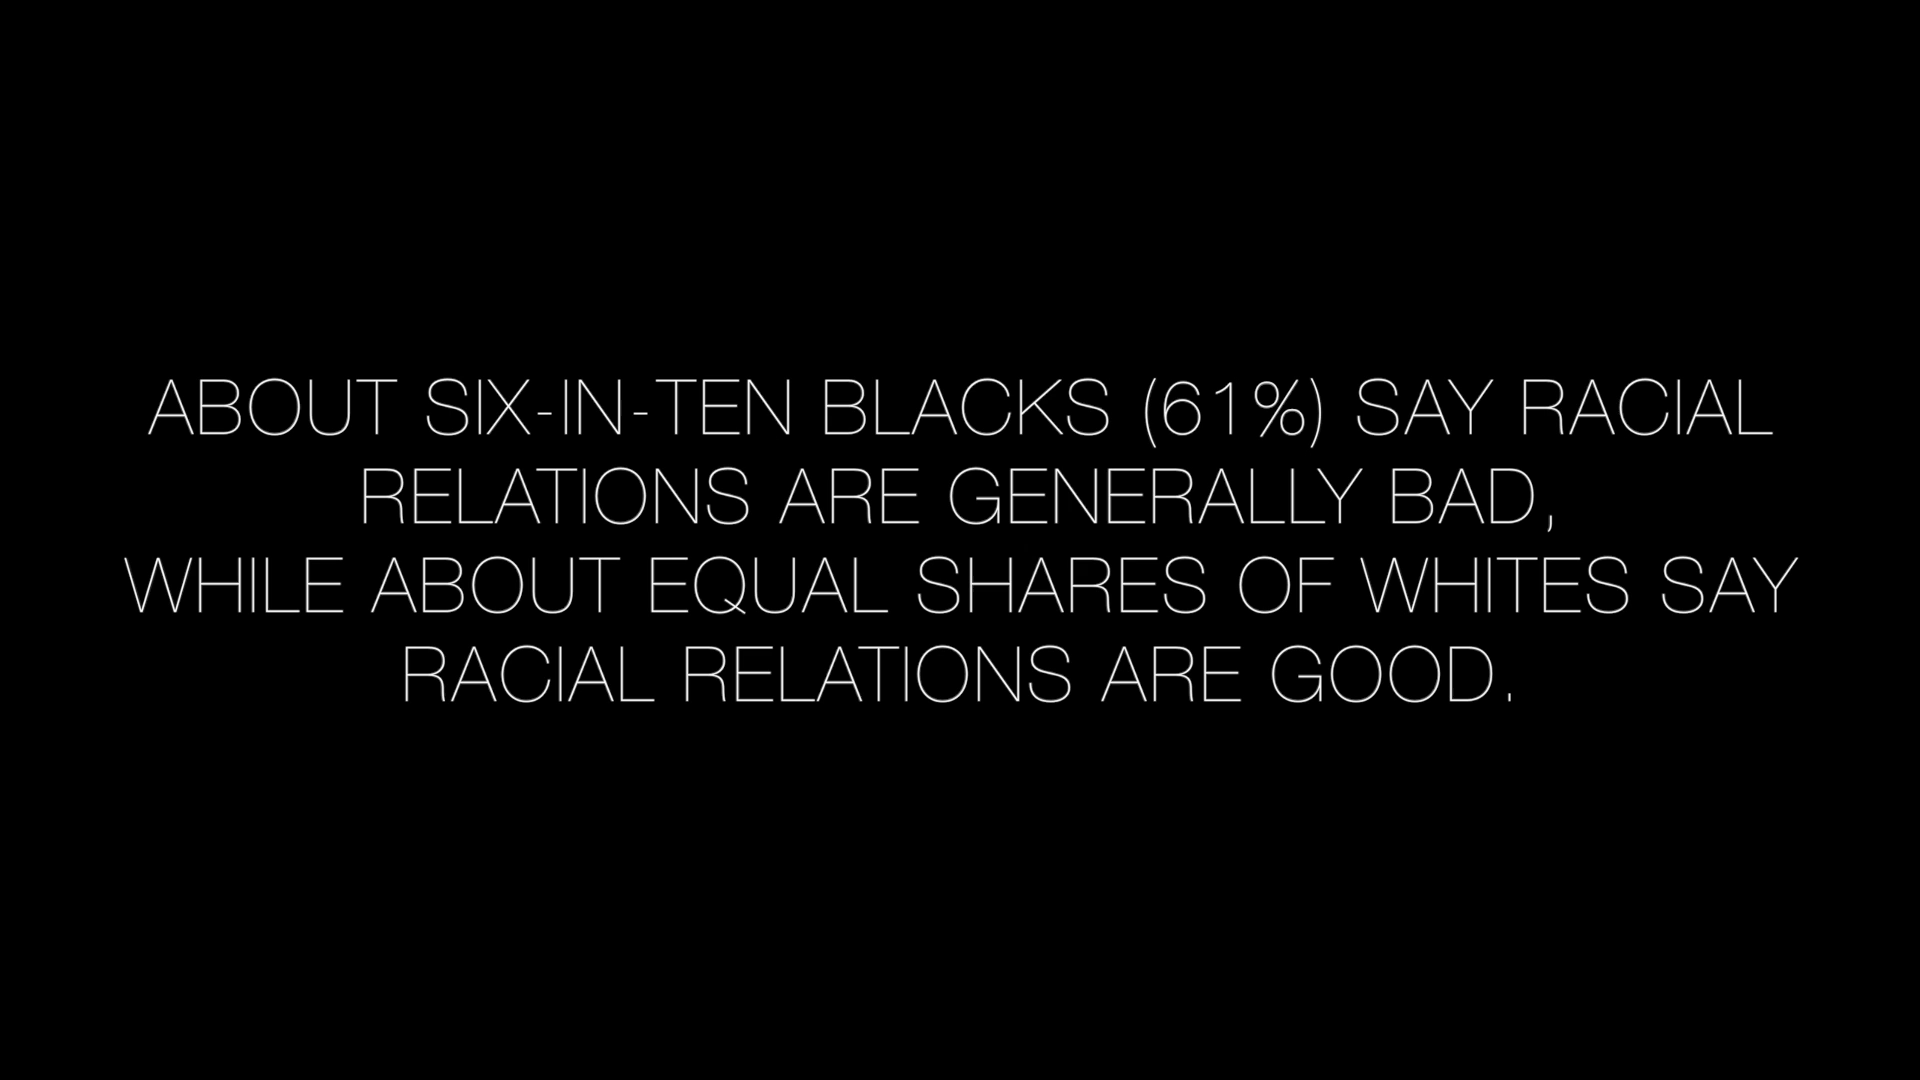 ABOUT SIX-IN-TEN BLACKS (61%) SAY RACIAL
RELATIONS ARE GENERALLY BAD,
WHILE ABOUT EQUAL SHARES OF WHITES SAY
RACIAL RELATIONS ARE GOOD.